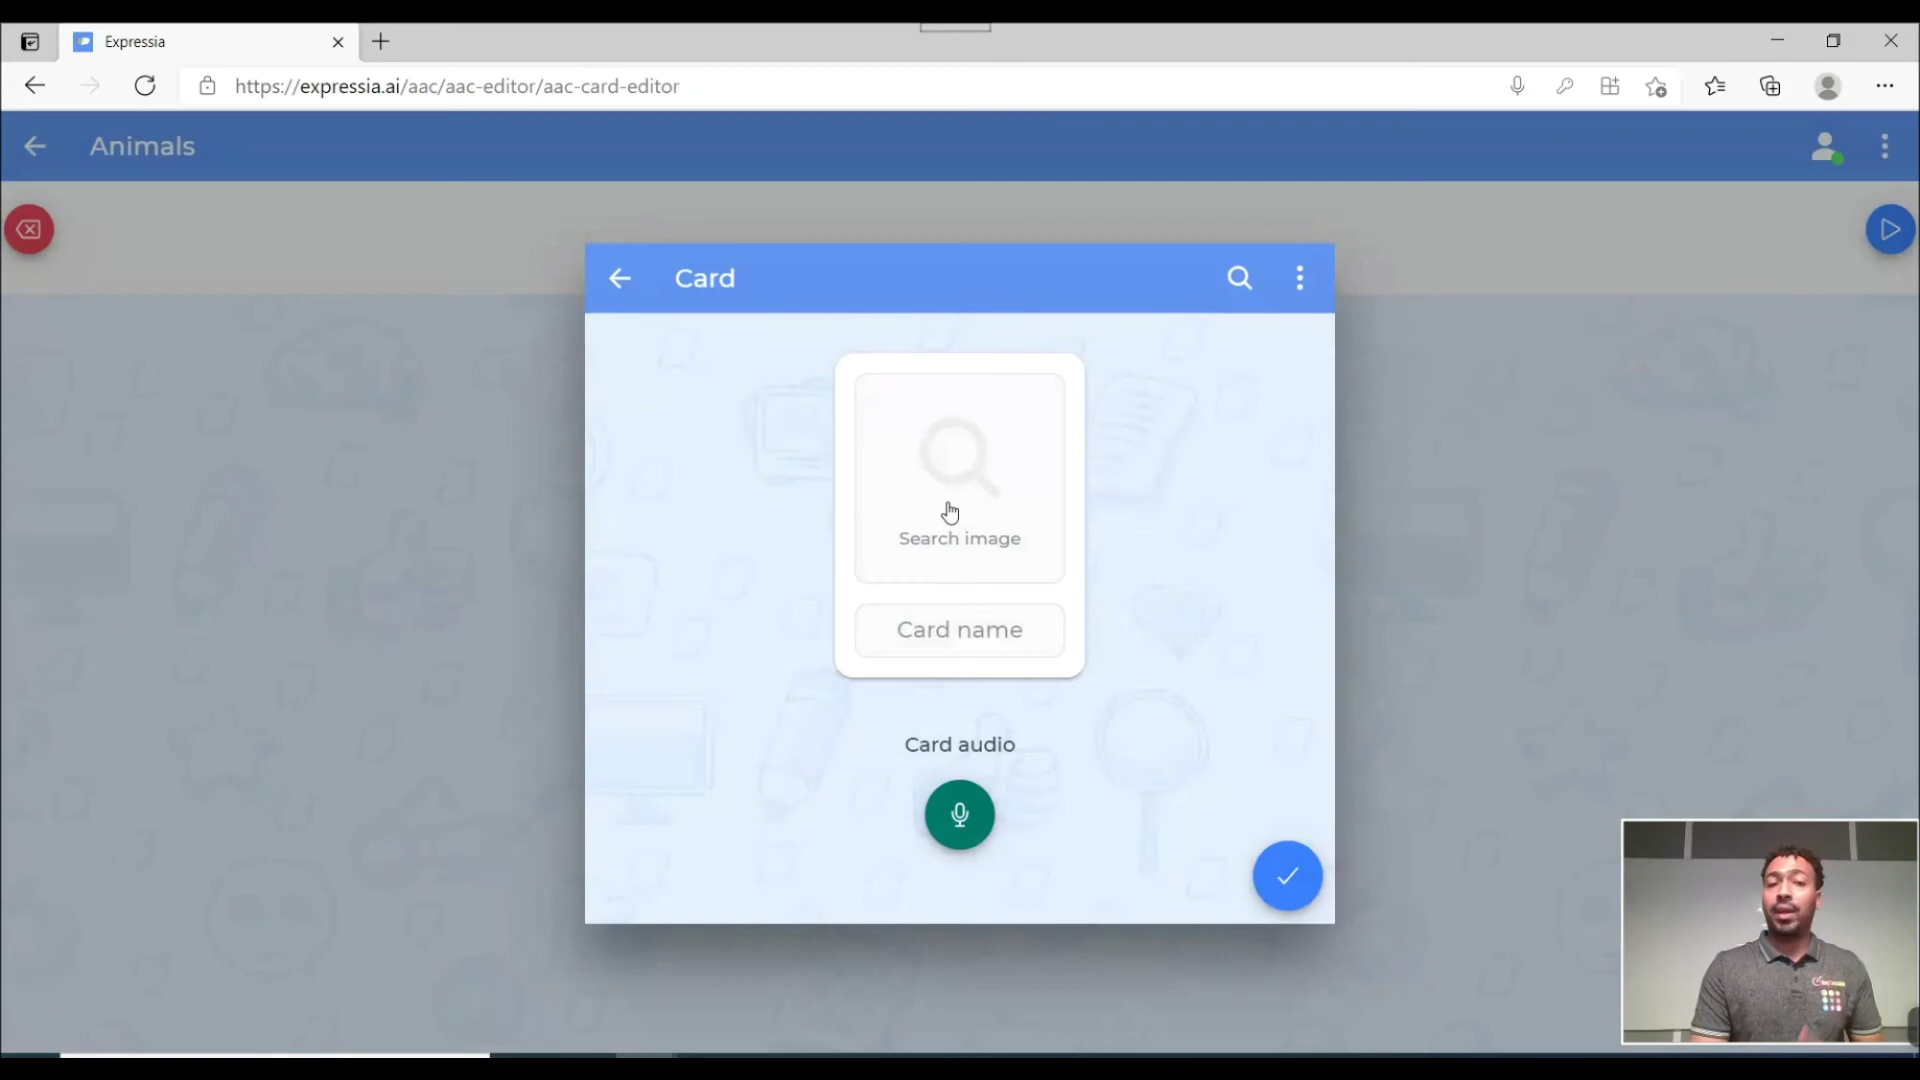 Expressia
https://expressia.ai/aac/aac-editor/aac-card-editor
Animals
Card
Search image
Card name
Card audio